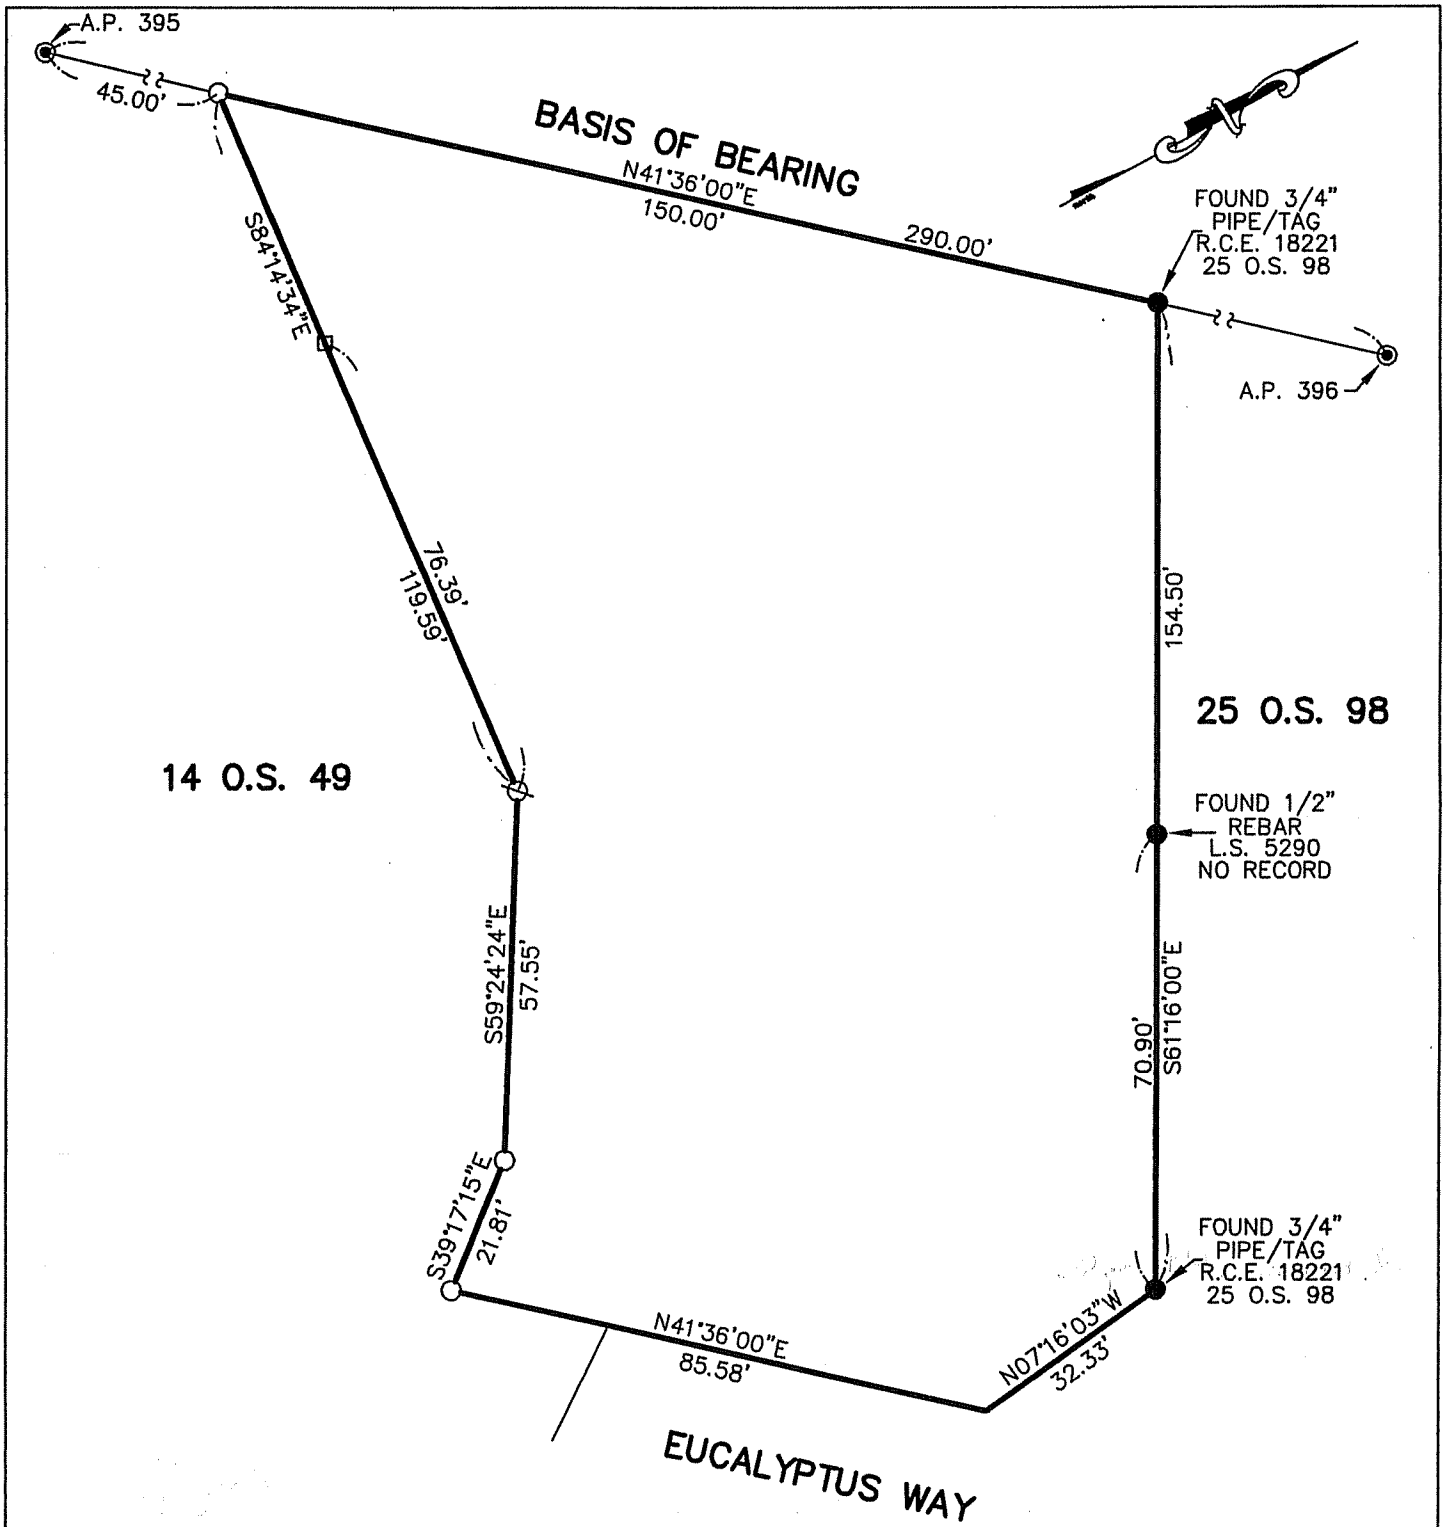 A.P. 395
45.00'
BASIS OF BEARING
N41°36'00"E
150.00'
290.00'
North
FOUND 3/4"
PIPE/TAG
R.C.E. 18221
25 O.S. 98
A.P. 396
S84°14'34"E
76.39'
119.59'
154.50'
25 O.S. 98
14 O.S. 49
FOUND 1/2"
REBAR
L.S. 5290
NO RECORD
S59°24'24"E
57.55'
70.90'
S61°16'00"E
S39°17'15"E
21.81'
FOUND 3/4"
PIPE/TAG
R.C.E. 18221
25 O.S. 98
N41°36'00"E
85.58'
N07°16'03"W
32.33'
EUCALYPTUS WAY